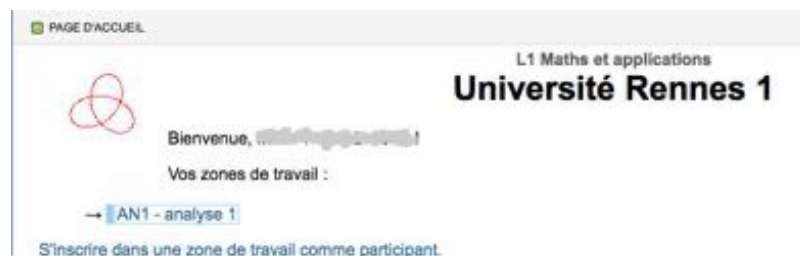 PAGE D'ACCUEIL
L1 Maths et applications
Université Rennes 1
Bienvenue, !
Vos zones de travail :
→ AN1 - analyse 1
S'inscrire dans une zone de travail comme participant.